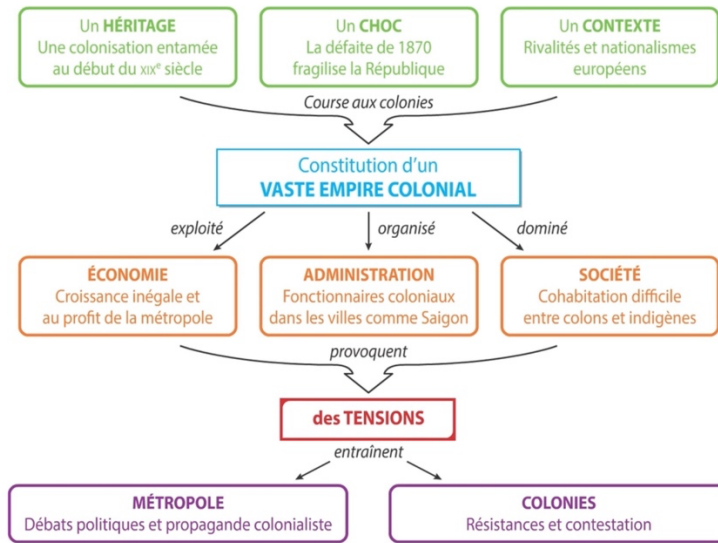 Un HÉRITAGE
Une colonisation entamée
au début du XIXe siècle
Un CHOC
La défaite de 1870
fragilise la République
Un CONTEXTE
Rivalités et nationalismes
européens
Course aux colonies
Constitution d'un
VASTE EMPIRE COLONIAL
exploité
organisé
dominé
ÉCONOMIE
Croissance inégale et
au profit de la métropole
ADMINISTRATION
Fonctionnaires coloniaux
dans les villes comme Saigon
SOCIÉTÉ
Cohabitation difficile
entre colons et indigènes
provoquent
des TENSIONS
entraînent
MÉTROPOLE
Débats politiques et propagande colonialiste
COLONIES
Résistances et contestation